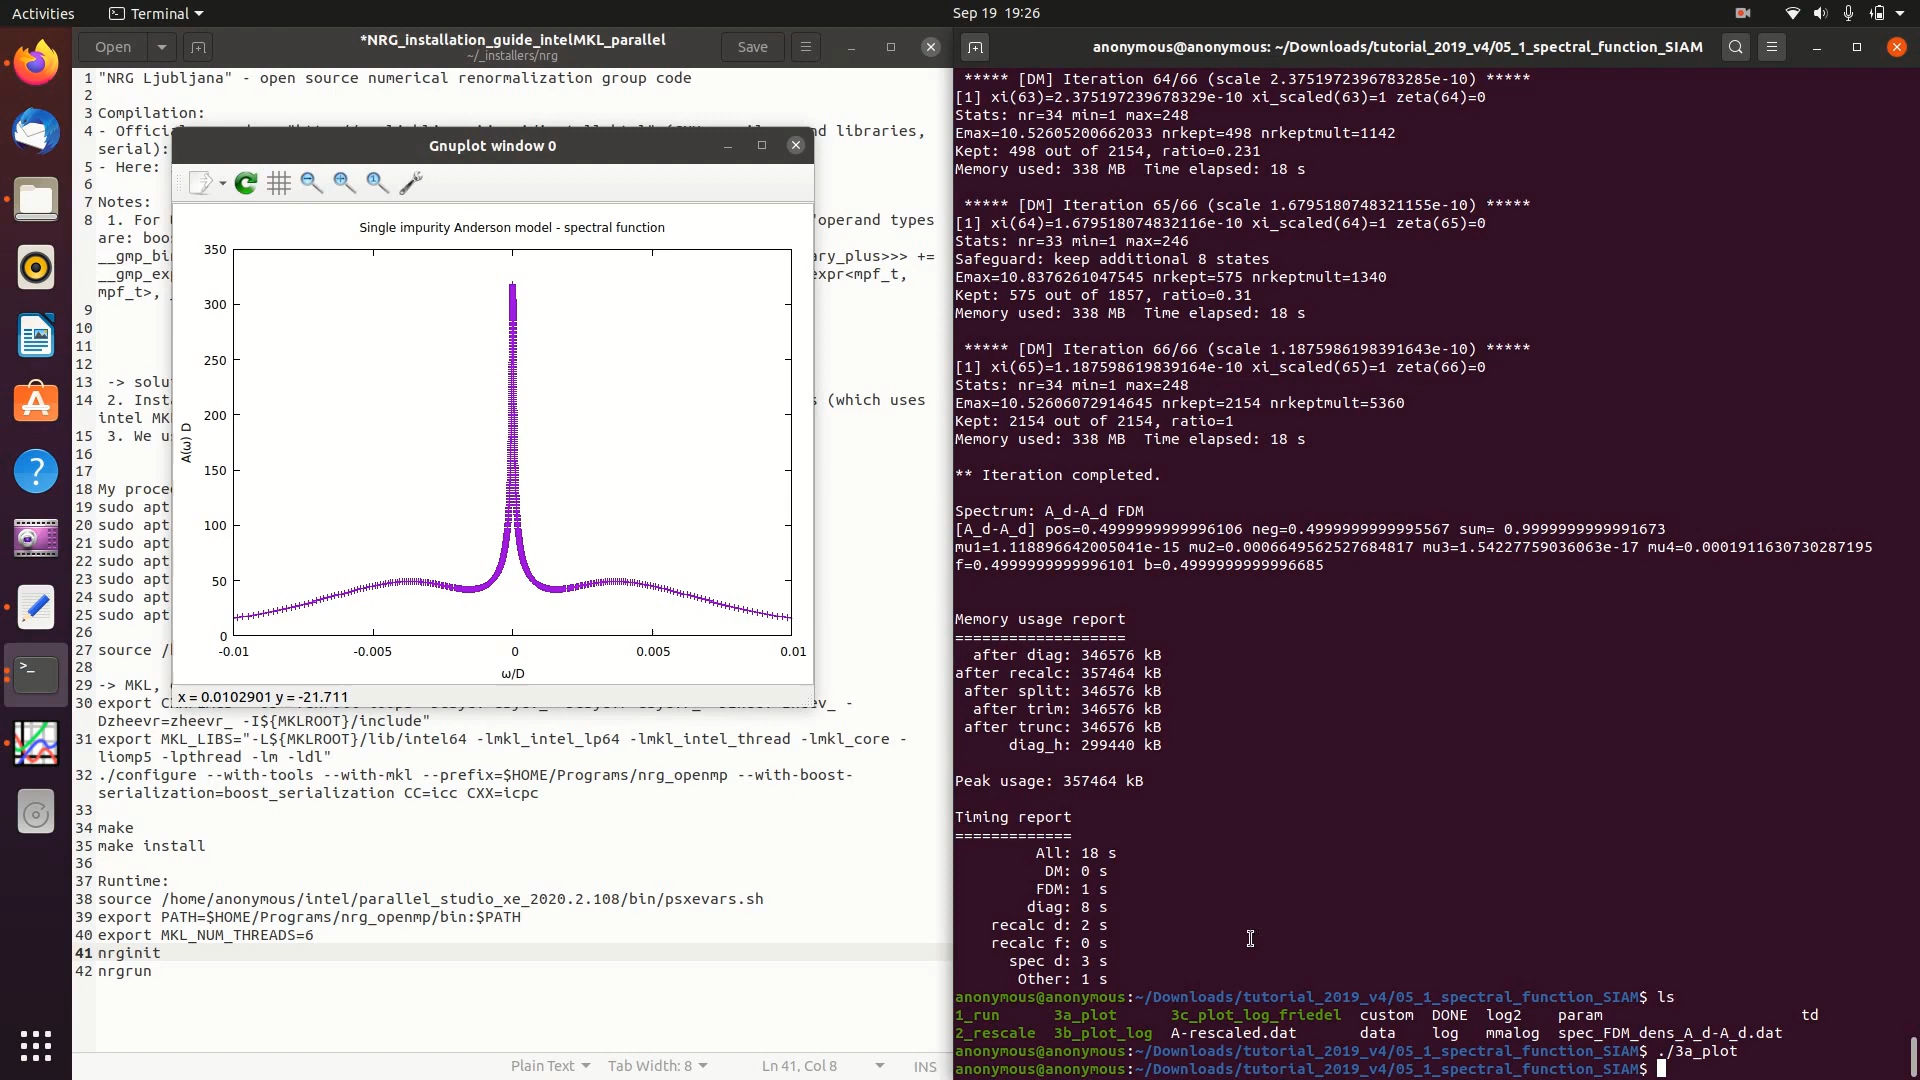 Activities
Terminal
Sep 19 19:26
Open
*NRG_installation_guide_intelMKL_parallel
~/_installers/nrg
Save
1 "NRG Ljubljana" - open source numerical renormalization group code
2
3 Compilation:
4 - Offici
nd libraries,
serial):
5 - Here:
6
7 Notes:
8 1. For
operand types
are: boo
__gmp_bin
ary_plus>>> +=
__gmp_exp
expr<mpf_t,
mpf_t>,
9
10
11
12
13 -> solu
14 2. Inst
s (which uses
intel MK
15 3. We u
16
17
18 My proce
19 sudo apt
20 sudo apt
21 sudo apt
22 sudo apt
23 sudo apt
24 sudo apt
25 sudo apt
26
27 source /
28
29 -> MKL,
30 export
Dzheevr=zheevr_ -I${MKLROOT}/include"
31 export MKL_LIBS="-L${MKLROOT}/lib/intel64 -lmkl_intel_lp64 -lmkl_intel_thread -lmkl_core -
liomp5 -lpthread -lm -ldl"
32 ./configure --with-tools --with-mkl --prefix=$HOME/Programs/nrg_openmp --with-boost-
serialization=boost_serialization CC=icc CXX=icpc
33
34 make
35 make install
36
37 Runtime:
38 source /home/anonymous/intel/parallel_studio_xe_2020.2.108/bin/psxevars.sh
39 export PATH=$HOME/Programs/nrg_openmp/bin:$PATH
40 export MKL_NUM_THREADS=6
41 nrginit
42 nrgrun
Plain Text
Tab Width: 8
Ln 41, Col 8
INS
Gnuplot window 0
Single impurity Anderson model - spectral function
350
300
250
200
150
100
50
0
A(ω) D
-0.01
-0.005
0
0.005
0.01
ω/D
x = 0.0102901 y = -21.711
anonymous@anonymous: ~/Downloads/tutorial_2019_v4/05_1_spectral_function_SIAM
***** [DM] Iteration 64/66 (scale 2.3751972396783285e-10) *****
[1] xi(63)=2.375197239678329e-10 xi_scaled(63)=1 zeta(64)=0
Stats: nr=34 min=1 max=248
Emax=10.52605200662033 nrkept=498 nrkeptmult=1142
Kept: 498 out of 2154, ratio=0.231
Memory used: 338 MB Time elapsed: 18 s
***** [DM] Iteration 65/66 (scale 1.6795180748321155e-10) *****
[1] xi(64)=1.679518074832116e-10 xi_scaled(64)=1 zeta(65)=0
Stats: nr=33 min=1 max=246
Safeguard: keep additional 8 states
Emax=10.8376261047545 nrkept=575 nrkeptmult=1340
Kept: 575 out of 1857, ratio=0.31
Memory used: 338 MB Time elapsed: 18 s
***** [DM] Iteration 66/66 (scale 1.1875986198391643e-10) *****
[1] xi(65)=1.187598619839164e-10 xi_scaled(65)=1 zeta(66)=0
Stats: nr=34 min=1 max=248
Emax=10.52606072914645 nrkept=2154 nrkeptmult=5360
Kept: 2154 out of 2154, ratio=1
Memory used: 338 MB Time elapsed: 18 s
** Iteration completed.
Spectrum: A_d-A_d FDM
[A_d-A_d] pos=0.4999999999996106 neg=0.4999999999995567 sum= 0.9999999999991673
mu1=1.118896642005041e-15 mu2=0.0006649562527684817 mu3=1.54227759036063e-17 mu4=0.0001911630730287195
f=0.4999999999996101 b=0.4999999999996685
Memory usage report
===================
after diag: 346576 kB
after recalc: 357464 kB
after split: 346576 kB
after trim: 346576 kB
after trunc: 346576 kB
diag_h: 299440 kB
Peak usage: 357464 kB
Timing report
=============
All: 18 s
DM: 0 s
FDM: 1 s
diag: 8 s
recalc d: 2 s
recalc f: 0 s
spec d: 3 s
Other: 1 s
anonymous@anonymous:~/Downloads/tutorial_2019_v4/05_1_spectral_function_SIAM$ ls
1_run 3a_plot 3c_plot_log_friedel custom DONE log2 param td
2_rescale 3b_plot_log A-rescaled.dat data log mmalog spec_FDM_dens_A_d-A_d.dat
anonymous@anonymous:~/Downloads/tutorial_2019_v4/05_1_spectral_function_SIAM$ ./3a_plot
anonymous@anonymous:~/Downloads/tutorial_2019_v4/05_1_spectral_function_SIAM$